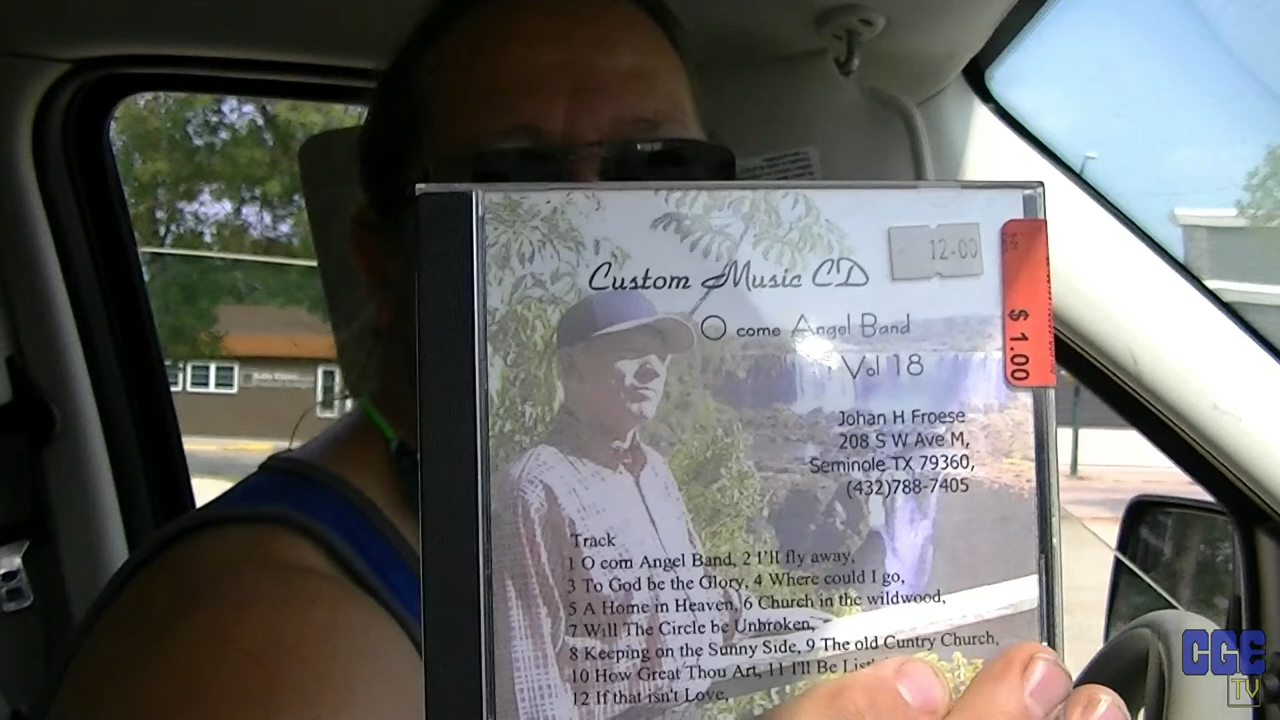 Custom Music CD
12-00
O come Angel Band
$1.00
Vol 18
Johan H Froese
208 S W Ave M,
Seminole TX 79360,
(432)788-7405
Track
1 O com Angel Band, 2 I'll fly away,
3 To God be the Glory, 4 Where could I go,
5 A Home in Heaven, 6 Church in the wildwood,
7 Will The Circle be Unbroken,
8 Keeping on the Sunny Side, 9 The old Cuntry Church,
10 How Great Thou Art, 11 I'll Be
12 If that isn't Love,
CGE
TV